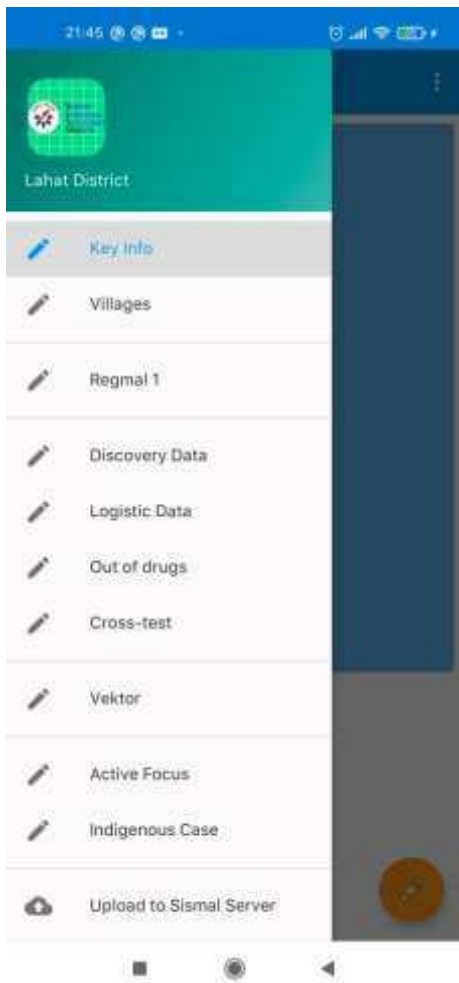 21:45
Lahat District
Key Info
Villages
Regmal 1
Discovery Data
Logistic Data
Out of drugs
Cross-test
Vektor
Active Focus
Indigenous Case
Upload to Sismal Server